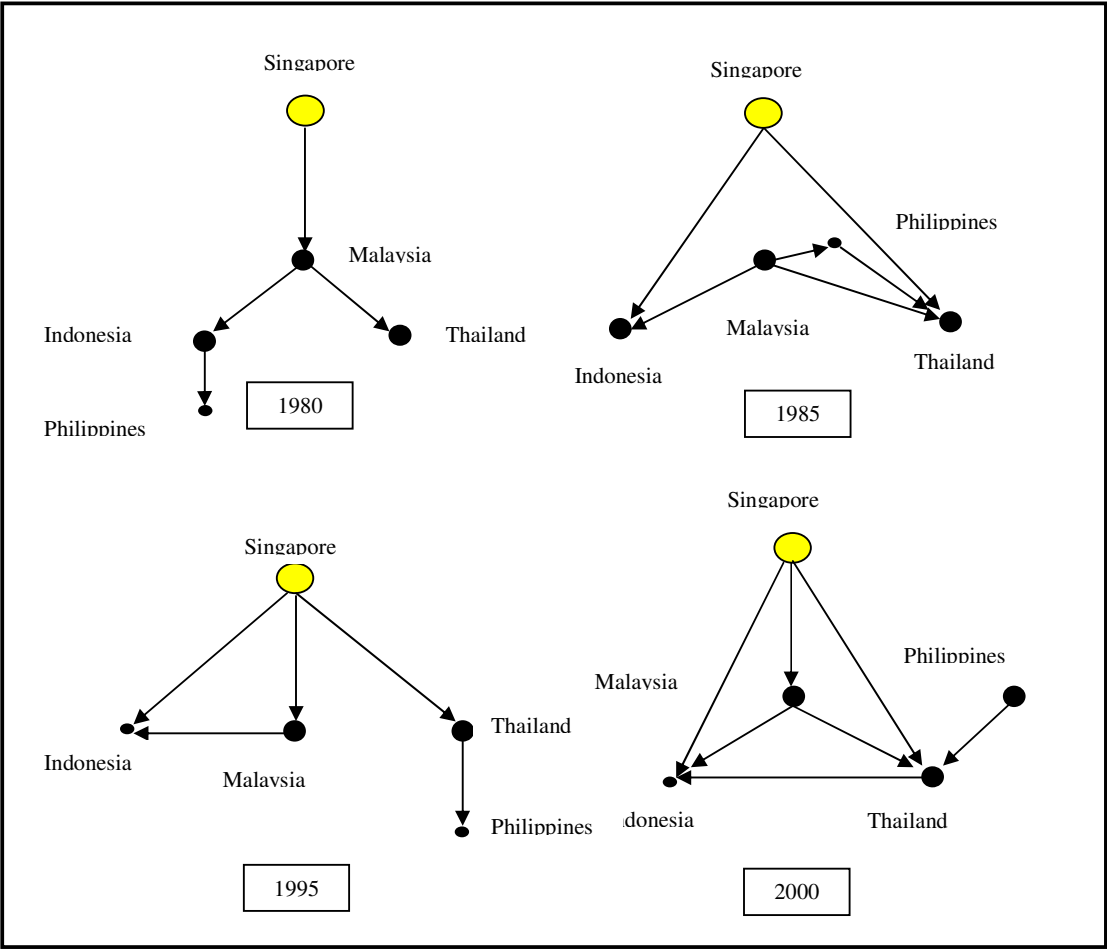 Singapore
Malaysia
Indonesia
Thailand
Philippines
1980
Singapore
Philippines
Malaysia
Indonesia
Thailand
1985
Singapore
Indonesia
Malaysia
Thailand
Philippines
1995
Singapore
Malaysia
Philippines
ndonesia
Thailand
2000